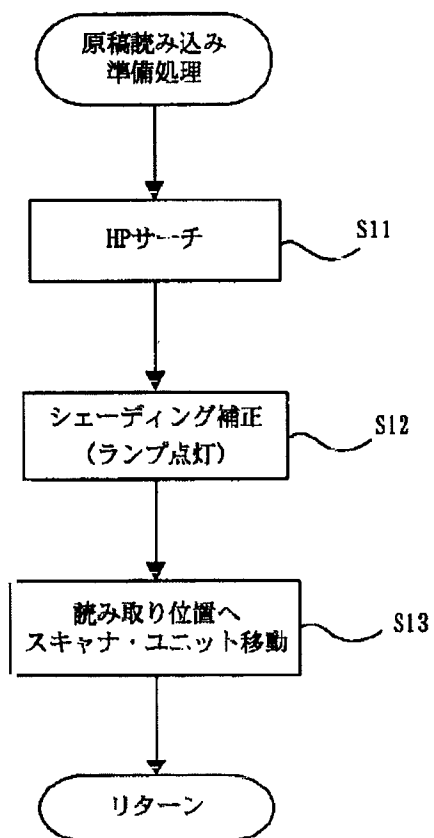 原稿読み込み
準備処理
HPサーチ
S11
シェーディング補正
(ランプ点灯)
S12
読み取り位置へ
スキャナ・ユニット移動
S13
リターン